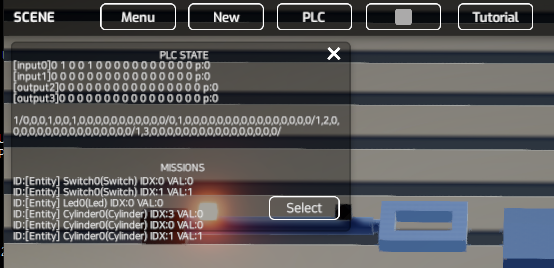 SCENE
Menu
New
PLC
Tutorial
PLC STATE
[input0]0 1 0 0 1 0 0 0 0 0 0 0 0 0 0 0 p:0
[input1]0 0 0 0 0 0 0 0 0 0 0 0 0 0 0 0 p:0
[output2]0 0 0 0 0 0 0 0 0 0 0 0 0 0 0 0 p:0
[output3]0 0 0 0 0 0 0 0 0 0 0 0 0 0 0 0 p:0
1/0,0,0,1,0,0,1,0,0,0,0,0,0,0,0,0,0,0/0,1,0,0,0,0,0,0,0,0,0,0,0,0,0,0,0,0/1,2,0,
0,0,0,0,0,0,0,0,0,0,0,0,0,0,0,0/1,3,0,0,0,0,0,0,0,0,0,0,0,0,0,0,0,0/
MISSIONS
ID:[Entity] Switch0(Switch) IDX:0 VAL:0
ID:[Entity] Switch0(Switch) IDX:1 VAL:1
ID:[Entity] Led0(Led) IDX:0 VAL:0
ID:[Entity] Cylinder0(Cylinder) IDX:3 VAL:0
ID:[Entity] Cylinder0(Cylinder) IDX:0 VAL:0
ID:[Entity] Cylinder0(Cylinder) IDX:1 VAL:1
Select